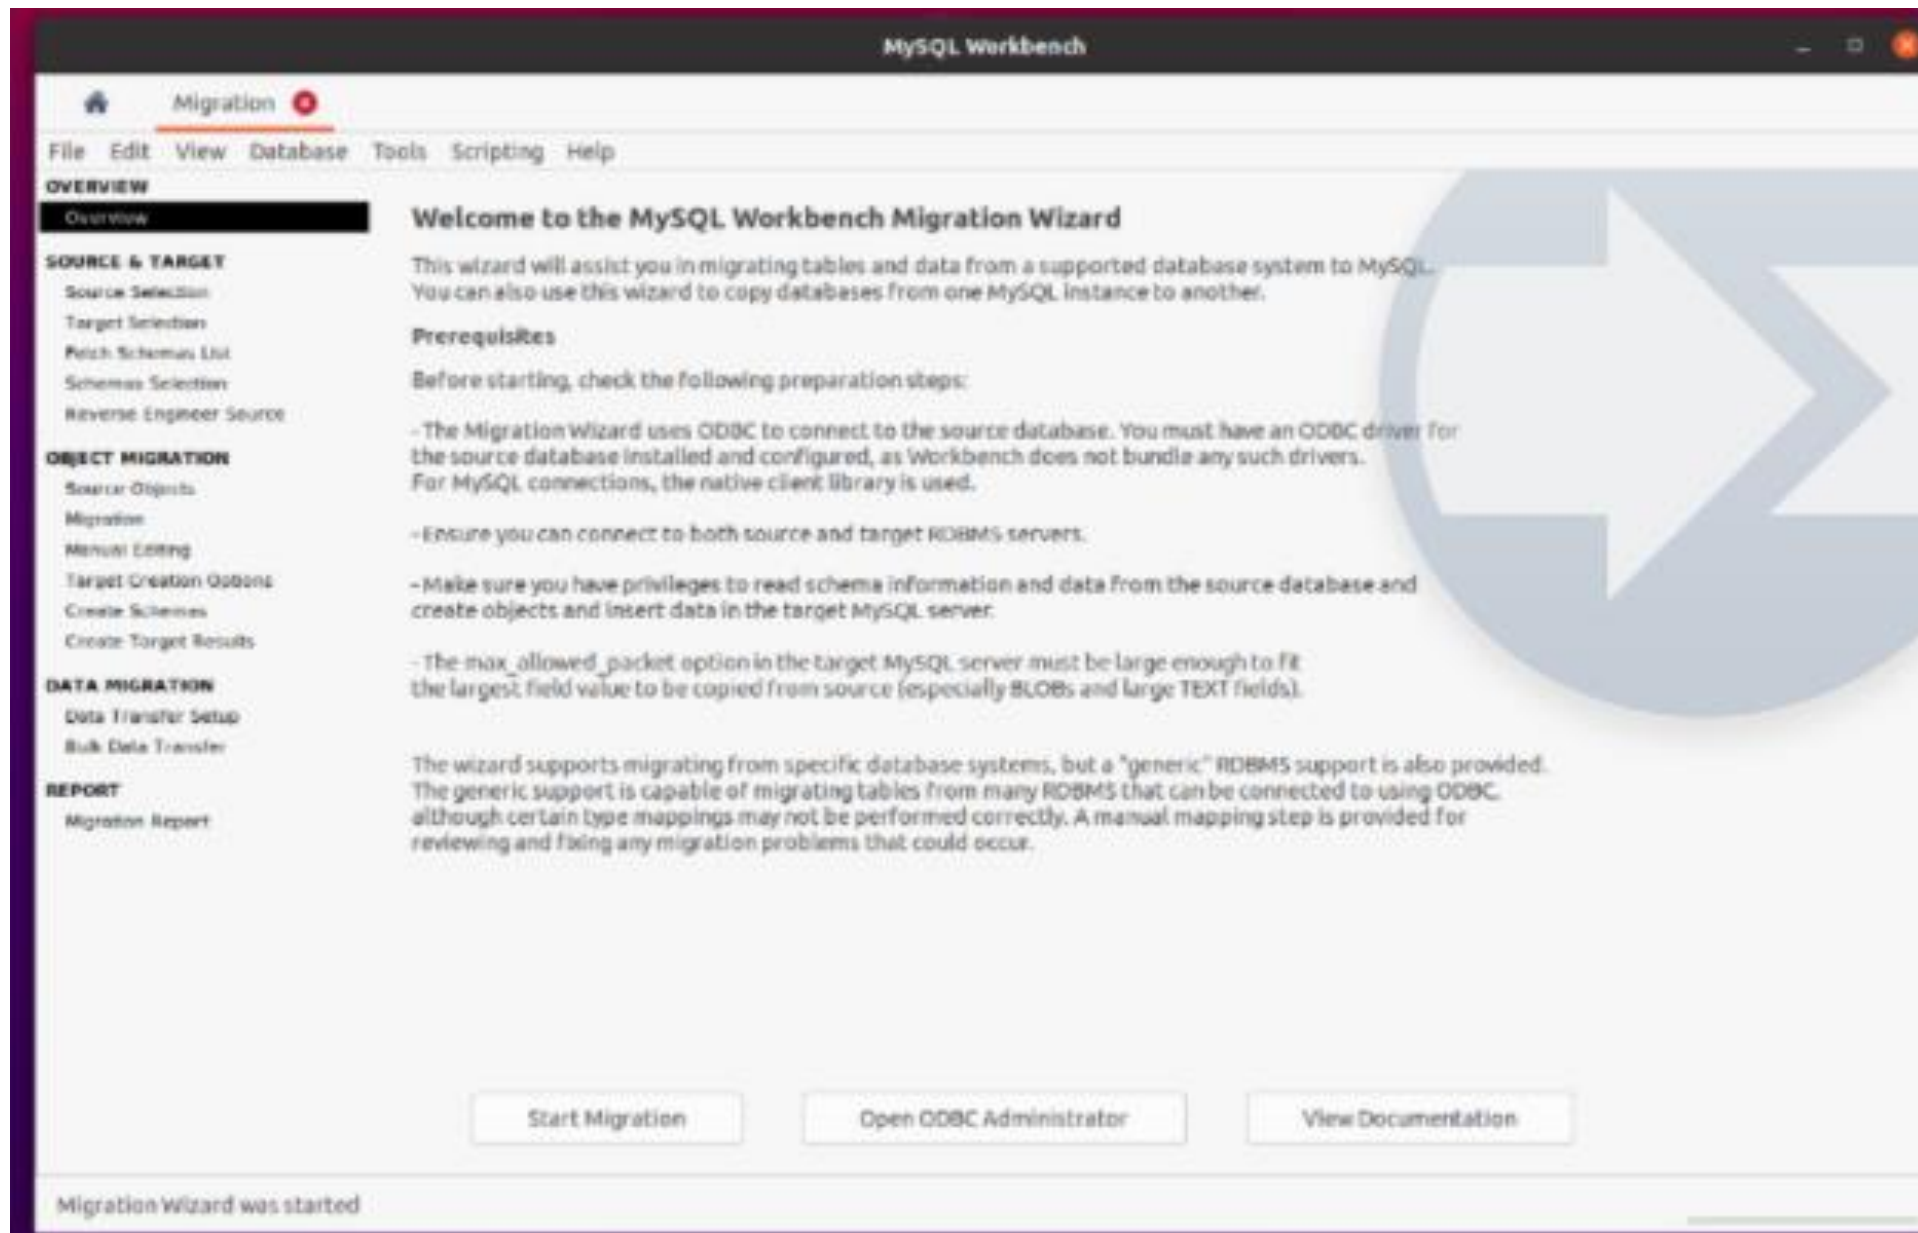 MySQL Workbench
Migration
File Edit View Database Tools Scripting Help
OVERVIEW
Overview
SOURCE & TARGET
Source Selection
Target Selection
Fetch Schemas List
Schemas Selection
Reverse Engineer Source
OBJECT MIGRATION
Source Objects
Migration
Manual Editing
Target Creation Options
Create Schemas
Create Target Results
DATA MIGRATION
Data Transfer Setup
Bulk Data Transfer
REPORT
Migration Report
Welcome to the MySQL Workbench Migration Wizard
This wizard will assist you in migrating tables and data from a supported database system to MySQL.
You can also use this wizard to copy databases from one MySQL instance to another.
Prerequisites
Before starting, check the following preparation steps:
- The Migration Wizard uses ODBC to connect to the source database. You must have an ODBC driver for
the source database installed and configured, as Workbench does not bundle any such drivers.
For MySQL connections, the native client library is used.
- Ensure you can connect to both source and target RDBMS servers.
- Make sure you have privileges to read schema information and data from the source database and
create objects and insert data in the target MySQL server.
- The max_allowed_packet option in the target MySQL server must be large enough to fit
the largest field value to be copied from source (especially BLOBs and large TEXT fields).
The wizard supports migrating from specific database systems, but a "generic" RDBMS support is also provided.
The generic support is capable of migrating tables from many RDBMS that can be connected to using ODBC,
although certain type mappings may not be performed correctly. A manual mapping step is provided for
reviewing and fixing any migration problems that could occur.
Start Migration
Open ODBC Administrator
View Documentation
Migration Wizard was started